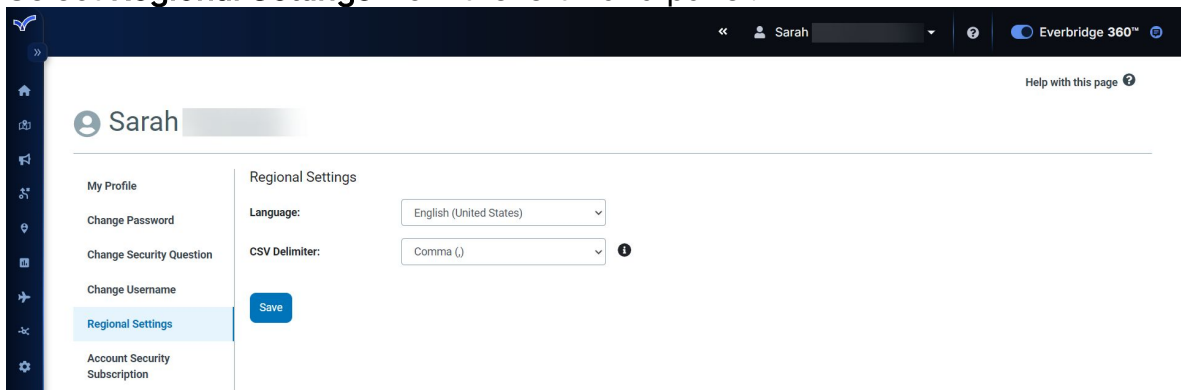 Sarah
Everbridge 360™
Help with this page
Sarah
My Profile
Change Password
Change Security Question
Change Username
Regional Settings
Account Security
Subscription
Regional Settings
Language:
English (United States)
CSV Delimiter:
Comma (,)
Save